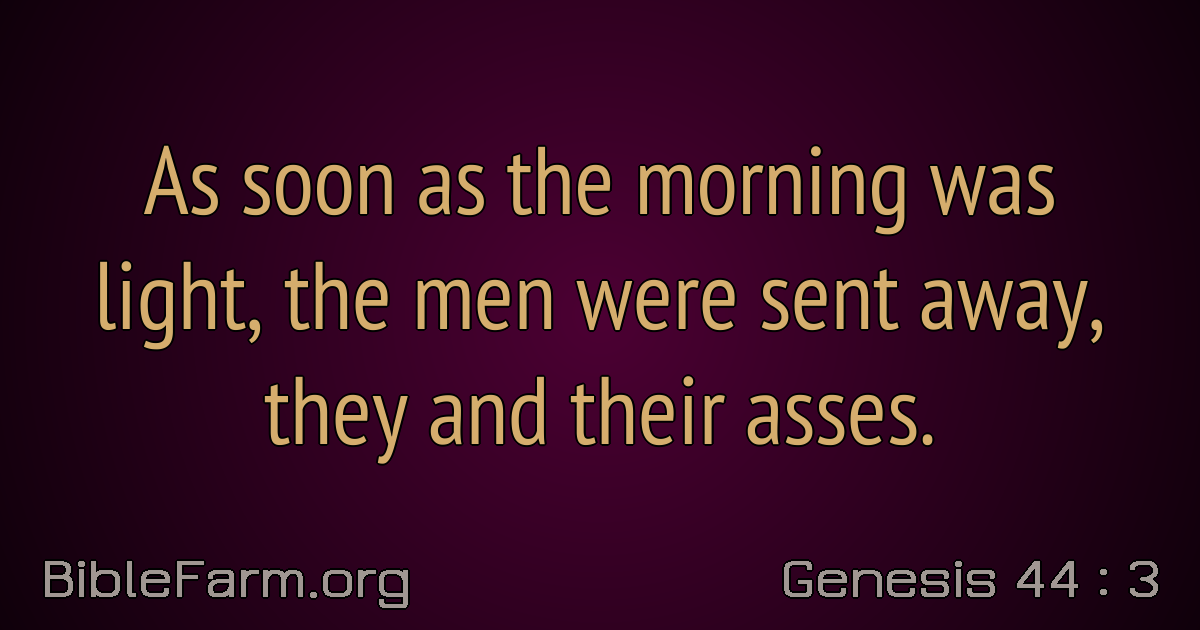 As soon as the morning was
light, the men were sent away,
they and their asses.
BibleFarm.org
Genesis 44 : 3